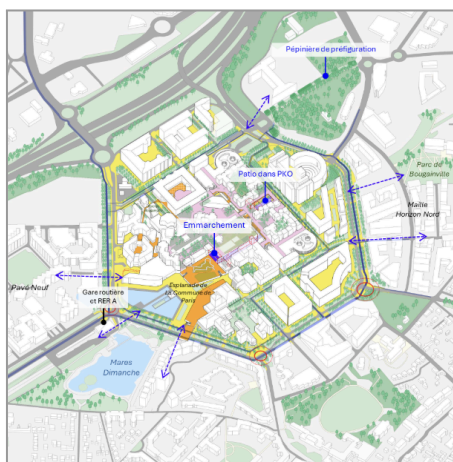 Pépinière de préfiguration
Parc de
Bougainville
Patio dans PKO
Maille
Horizon Nord
Emmarchement
Pavé Neuf
Esplanade de
La Commune de
Paris
Gare routière
et RER A
Mares
Dimanche